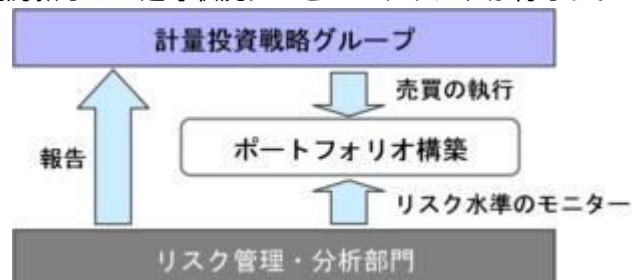 計量投資戦略グループ
売買の執行
報告
ポートフォリオ構築
リスク水準のモニター
リスク管理・分析部門